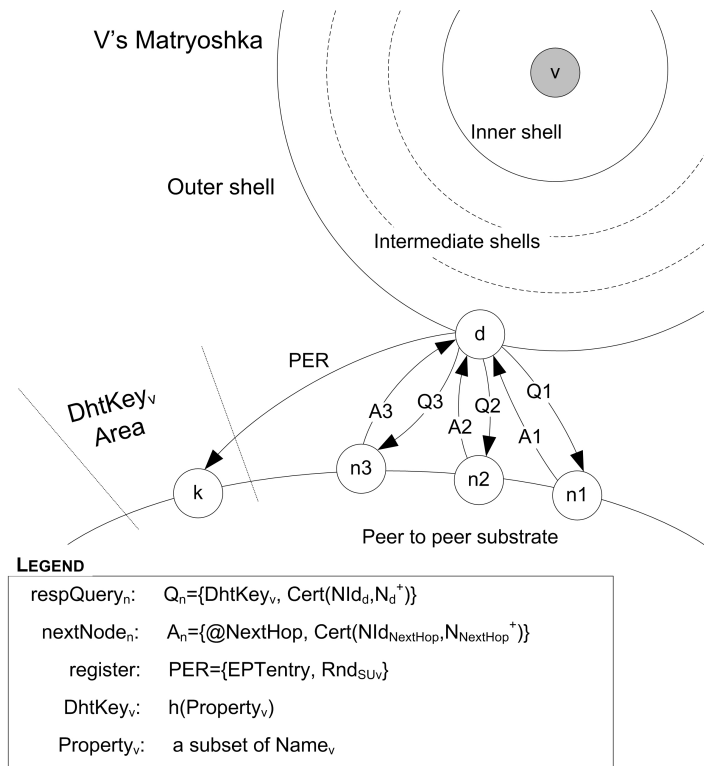 V's Matryoshka
v
Inner shell
Outer shell
Intermediate shells
d
PER
DhtKeyv
Area
A3
Q3
A2
Q2
A1
Q1
k
n3
n2
n1
Peer to peer substrate
LEGEND
respQueryn: Qn={DhtKeyv, Cert(NIdd,Nd+)}
nextNoden: An={@NextHop, Cert(NIdNextHop,NNextHop+)}
register: PER={EPTentry, RndSUv}
DhtKeyv: h(Propertyv)
Propertyv: a subset of Namev